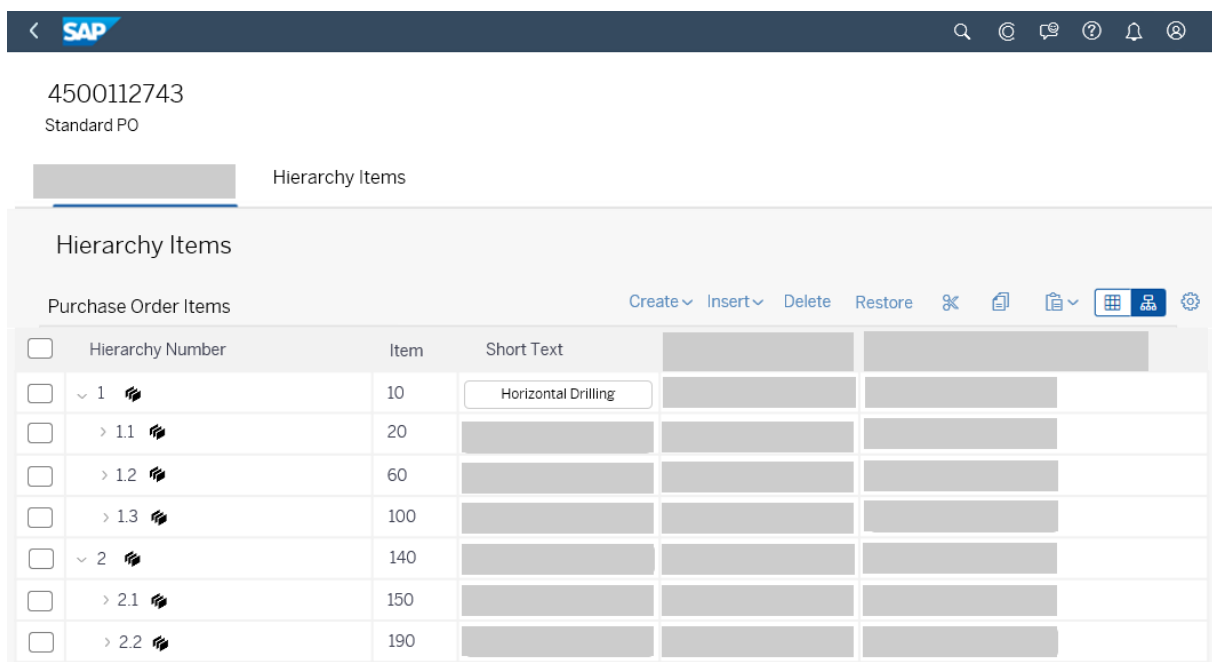 SAP
4500112743
Standard PO
Hierarchy Items
Hierarchy Items
Purchase Order Items
Create Insert Delete Restore
Hierarchy Number Item Short Text
1 10 Horizontal Drilling
1.1 20
1.2 60
1.3 100
2 140
2.1 150
2.2 190